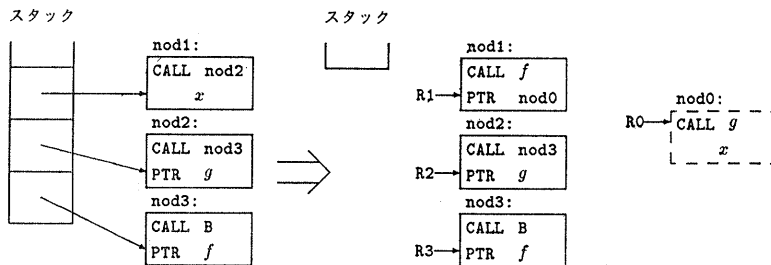 スタック
nod1:
CALL nod2
x
nod2:
CALL nod3
PTR g
nod3:
CALL B
PTR f
スタック
nod1:
CALL f
R1 PTR nod0
nod2:
CALL nod3
R2 PTR g
nod3:
CALL B
R3 PTR f
nod0:
R0 CALL g
x